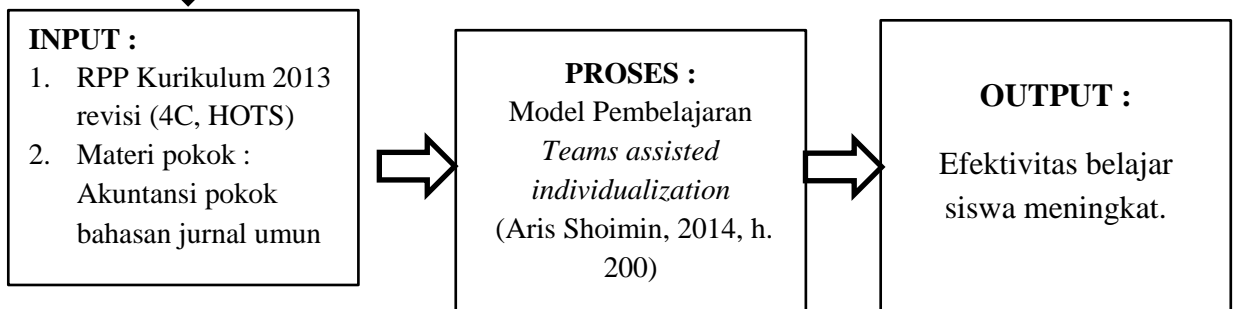 INPUT :
1. RPP Kurikulum 2013
revisi (4C, HOTS)
2. Materi pokok :
Akuntansi pokok
bahasan jurnal umun
PROSES :
Model Pembelajaran
Teams assisted
individualization
(Aris Shoimin, 2014, h.
200)
OUTPUT :
Efektivitas belajar
siswa meningkat.